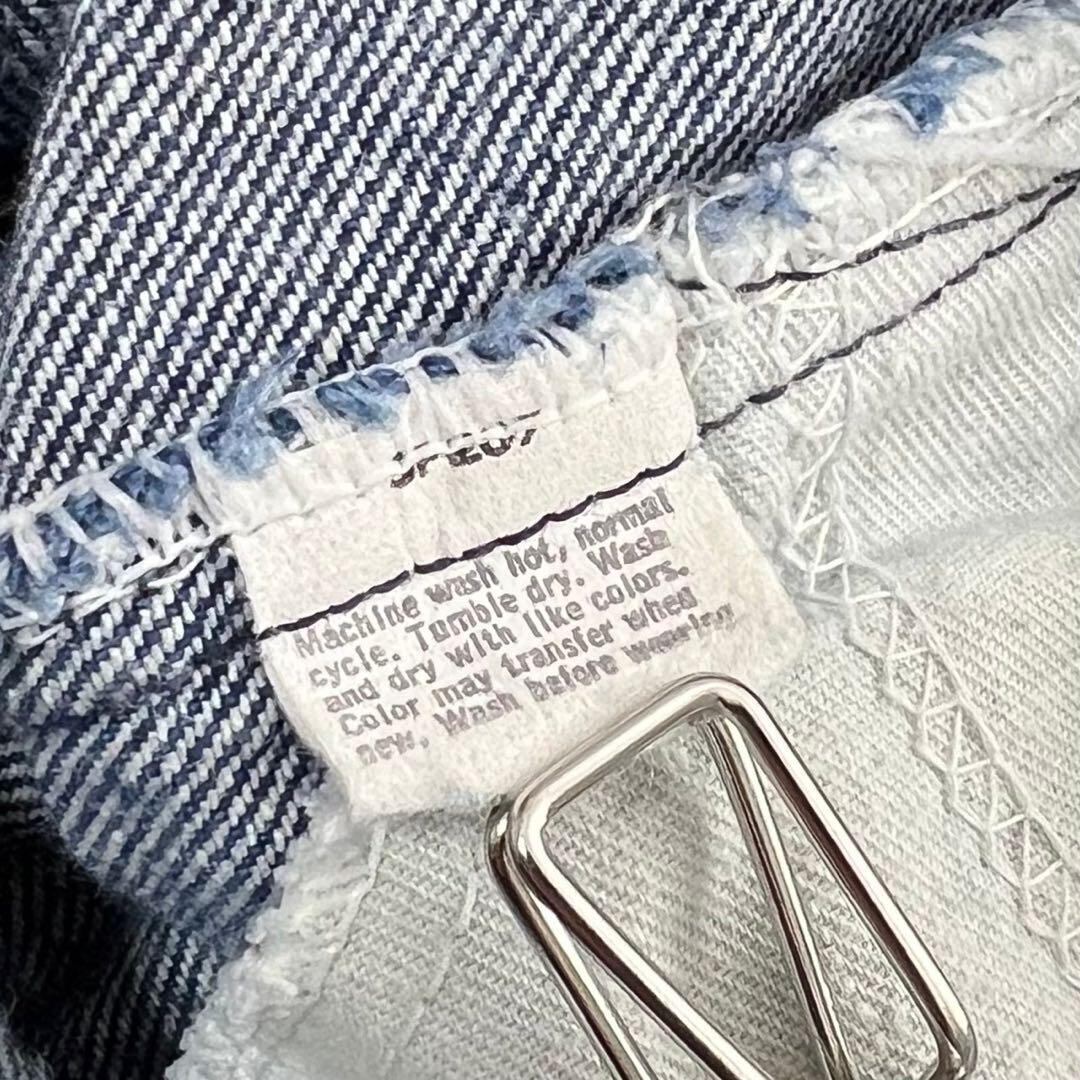 Machine wash hot, normal
cycle. Tumble dry. Wash
and dry with like colors.
Color may transfer when
new. Wash before wearing